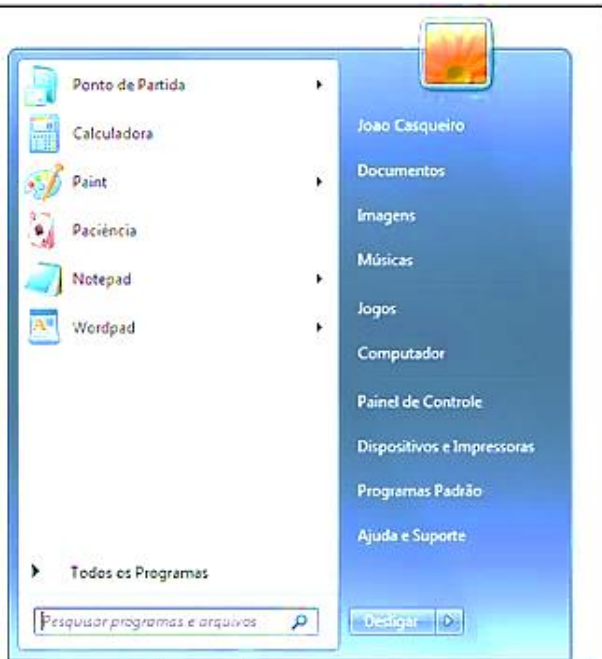 Ponto de Partida
Calculadora
Paint
Paciência
Notepad
Wordpad
Todos os Programas
Pesquisar programas e arquivos
Joao Casqueiro
Documentos
Imagens
Músicas
Jogos
Computador
Painel de Controle
Dispositivos e Impressoras
Programas Padrão
Ajuda e Suporte
Desligar